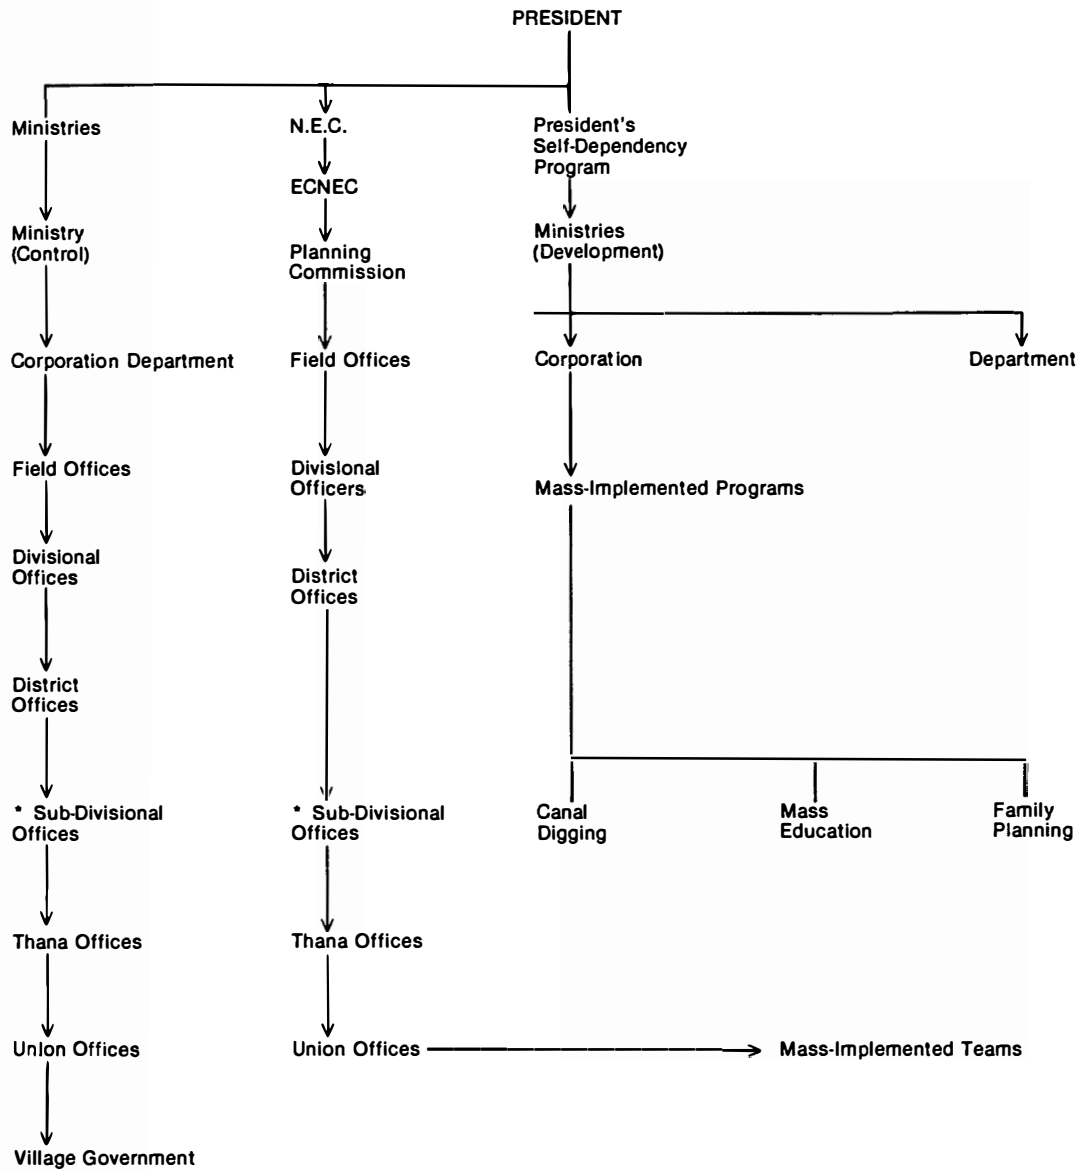 PRESIDENT
Ministries
N.E.C.
President's
Self-Dependency
Program
ECNEC
Ministry
(Control)
Planning
Commission
Ministries
(Development)
Corporation Department
Field Offices
Corporation
Department
Field Offices
Divisional
Officers
Mass-Implemented Programs
Divisional
Offices
District
Offices
District
Offices
* Sub-Divisional
Offices
* Sub-Divisional
Offices
Canal
Digging
Mass
Education
Family
Planning
Thana Offices
Thana Offices
Union Offices
Union Offices
Mass-Implemented Teams
Village Government